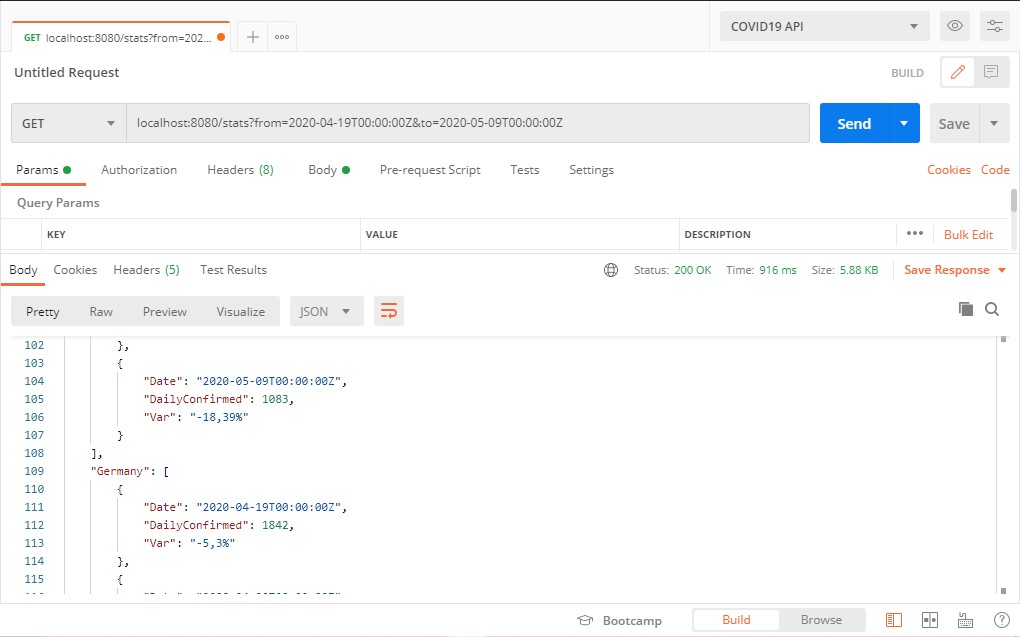 GET localhost:8080/stats?from=202...
COVID19 API
Untitled Request
BUILD
GET localhost:8080/stats?from=2020-04-19T00:00:00Z&to=2020-05-09T00:00:00Z Send Save
Params Authorization Headers (8) Body Pre-request Script Tests Settings Cookies Code
Query Params
KEY VALUE DESCRIPTION ••• Bulk Edit
Body Cookies Headers (5) Test Results Status: 200 OK Time: 916 ms Size: 5.88 KB Save Response
Pretty Raw Preview Visualize JSON
102 },
103 {
104 "Date": "2020-05-09T00:00:00Z",
105 "DailyConfirmed": 1083,
106 "Var": "-18,39%"
107 }
108 ],
109 "Germany": [
110 {
111 "Date": "2020-04-19T00:00:00Z",
112 "DailyConfirmed": 1842,
113 "Var": "-5,3%"
114 },
115 {
Bootcamp Build Browse